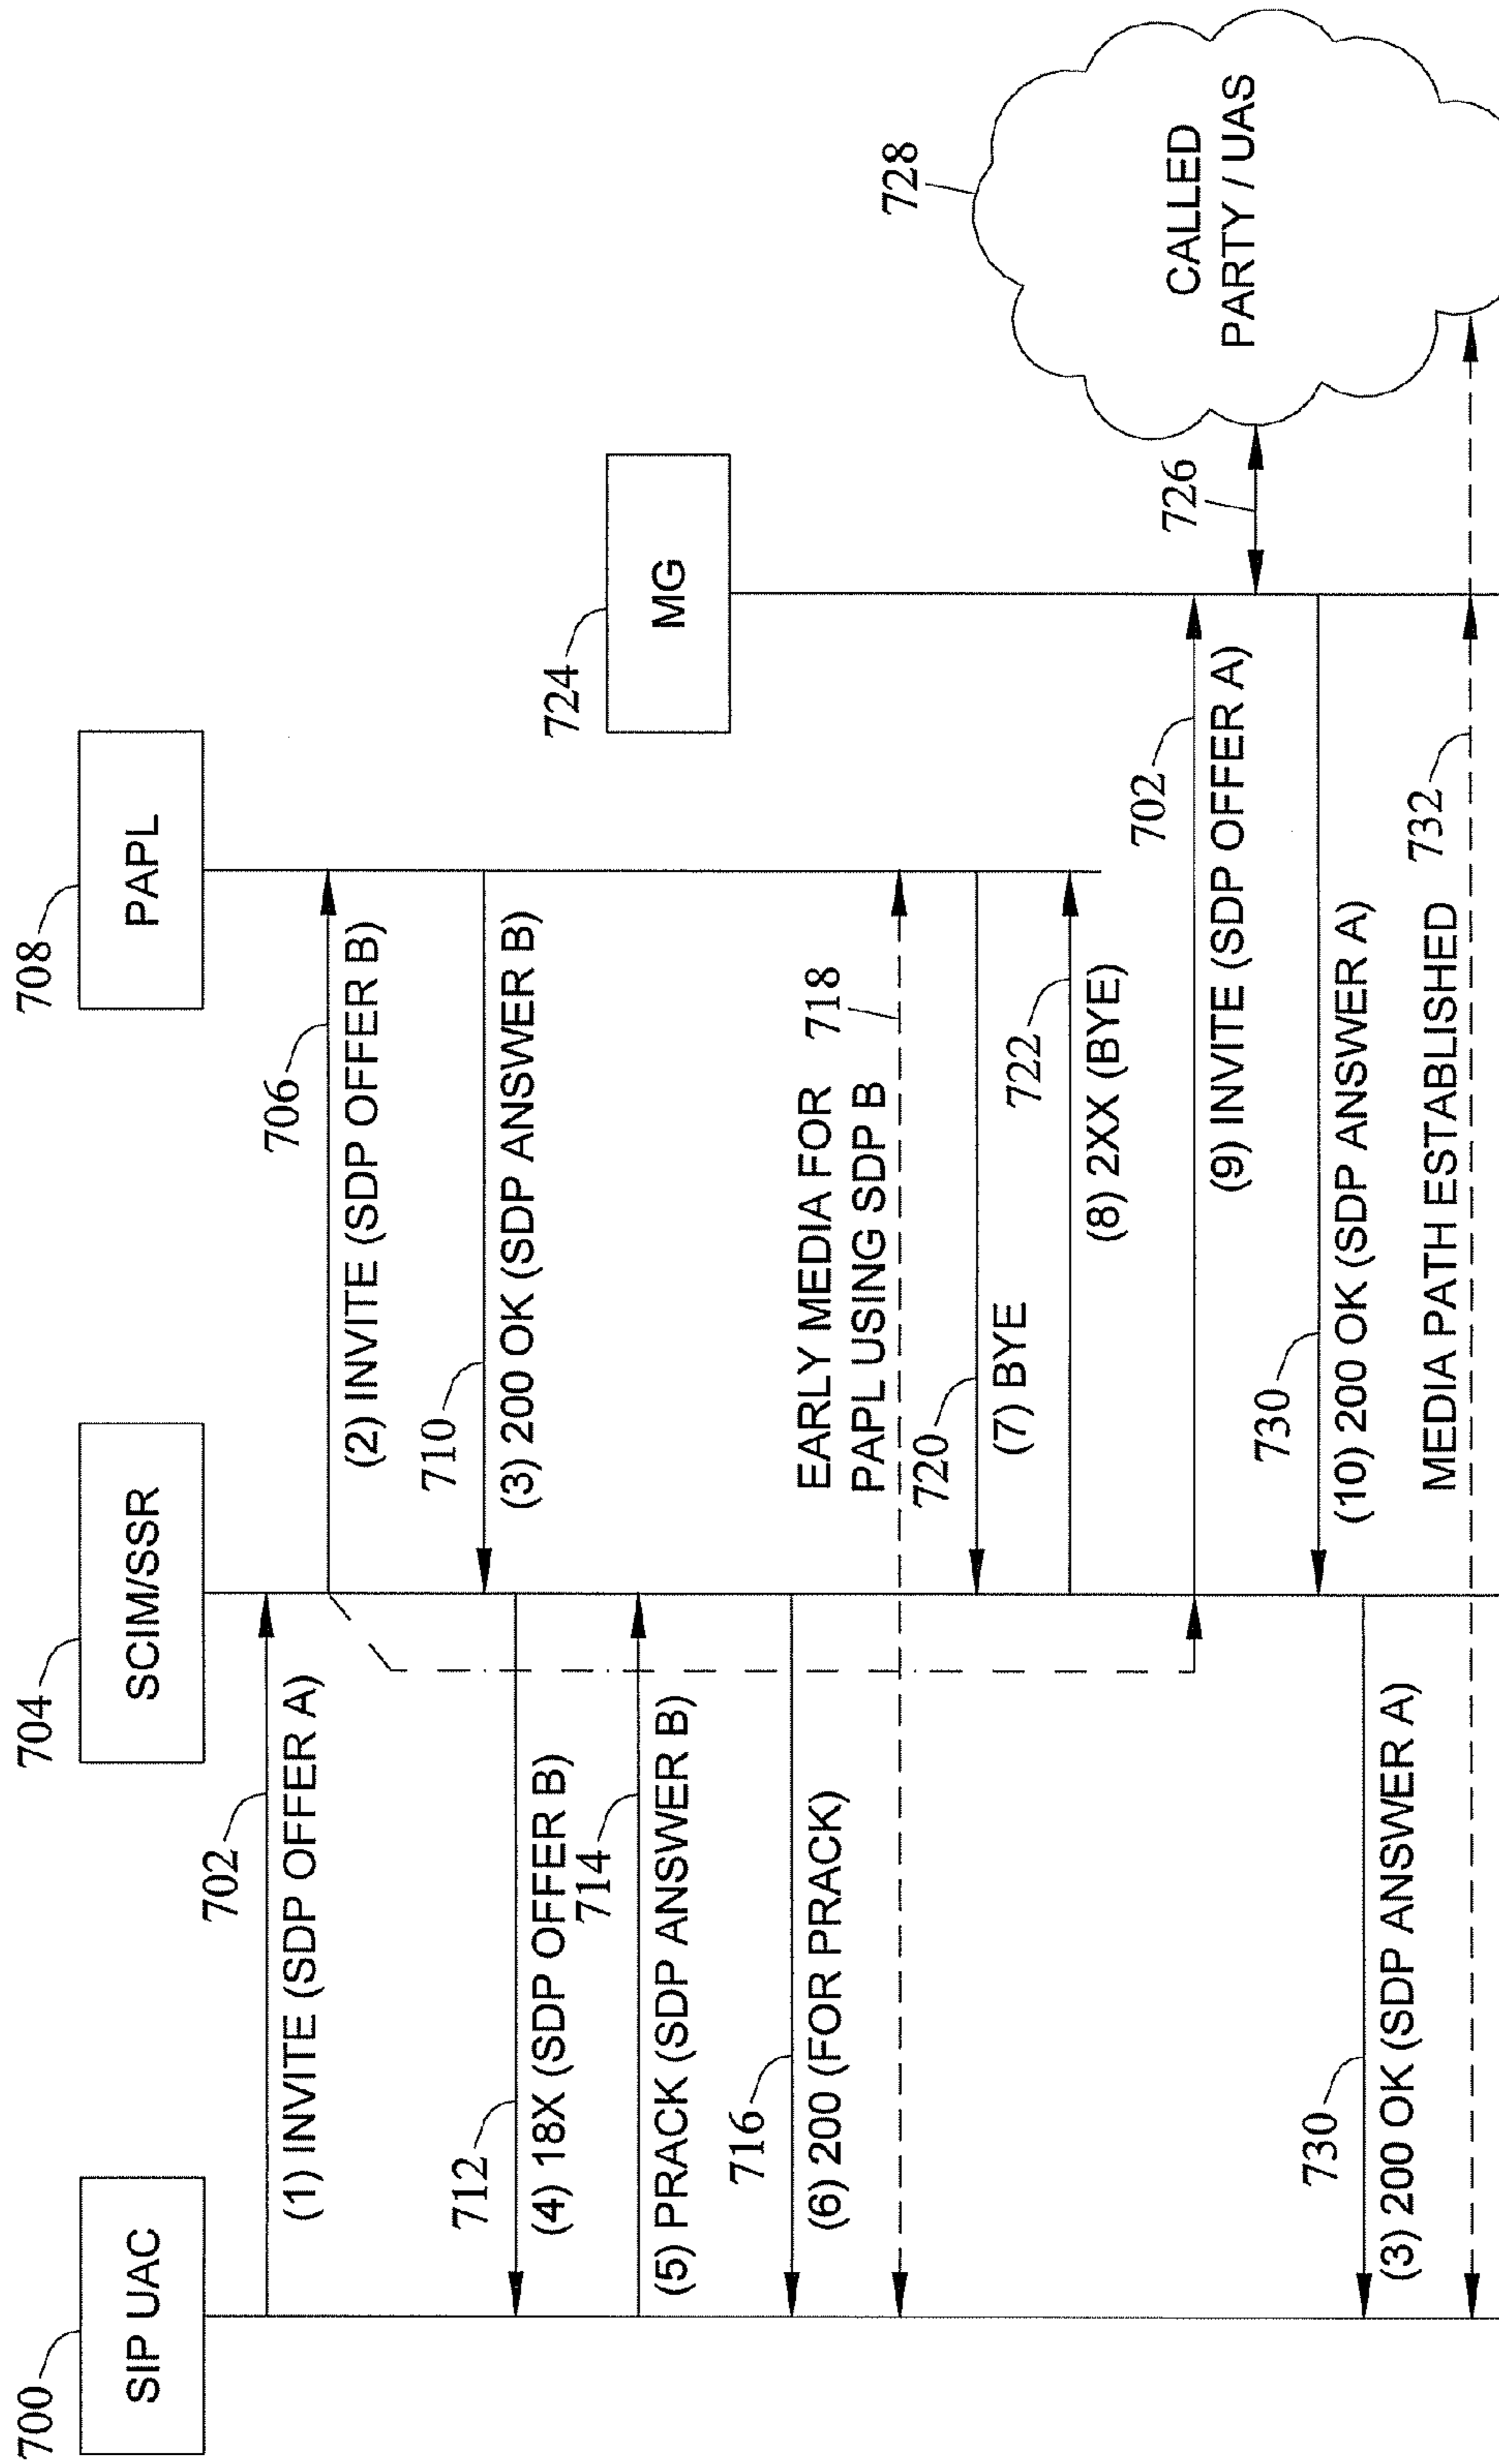 700
SIP UAC
704
SCIM/SSR
708
PAPL
724
MG
728
CALLED
PARTY / UAS
702
(1) INVITE (SDP OFFER A)
706
(2) INVITE (SDP OFFER B)
710
(3) 200 OK (SDP ANSWER B)
712
(4) 18X (SDP OFFER B)
714
(5) PRACK (SDP ANSWER B)
716
(6) 200 (FOR PRACK)
EARLY MEDIA FOR
PAPL USING SDP B
718
720
(7) BYE
722
(8) 2XX (BYE)
702
(9) INVITE (SDP OFFER A)
726
730
(10) 200 OK (SDP ANSWER A)
730
(3) 200 OK (SDP ANSWER A)
MEDIA PATH ESTABLISHED
732